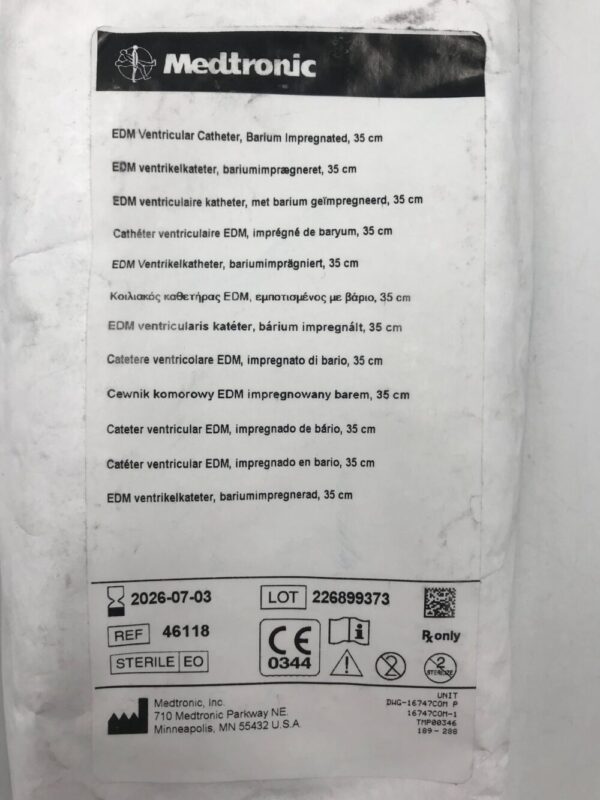 Medtronic
EDM Ventricular Catheter, Barium Impregnated, 35 cm
EDM ventrikelkateter, bariumimprægneret, 35 cm
EDM ventriculaire katheter, met barium geïmpregneerd, 35 cm
Cathéter ventriculaire EDM, imprégné de baryum, 35 cm
EDM Ventrikelkatheter, bariumimprägniert, 35 cm
Κοιλιακός καθετήρας EDM, εμποτισμένος με βάριο, 35 cm
EDM ventricularis katéter, bárium impregnált, 35 cm
Catetere ventricolare EDM, impregnato di bario, 35 cm
Cewnik komorowy EDM impregnowany barem, 35 cm
Cateter ventricular EDM, impregnado de bário, 35 cm
Catéter ventricular EDM, impregnado en bario, 35 cm
EDM ventrikelkateter, bariumimpregnerad, 35 cm
2026-07-03
LOT 226899373
REF 46118
CE 0344
i
Rx only
STERILE EO
2
2 STERILIZE
Medtronic, Inc.
710 Medtronic Parkway NE.
Minneapolis, MN 55432 U.S.A.
UNIT
DWG-16747COM P
16747COM-1
TMP00346
189-288